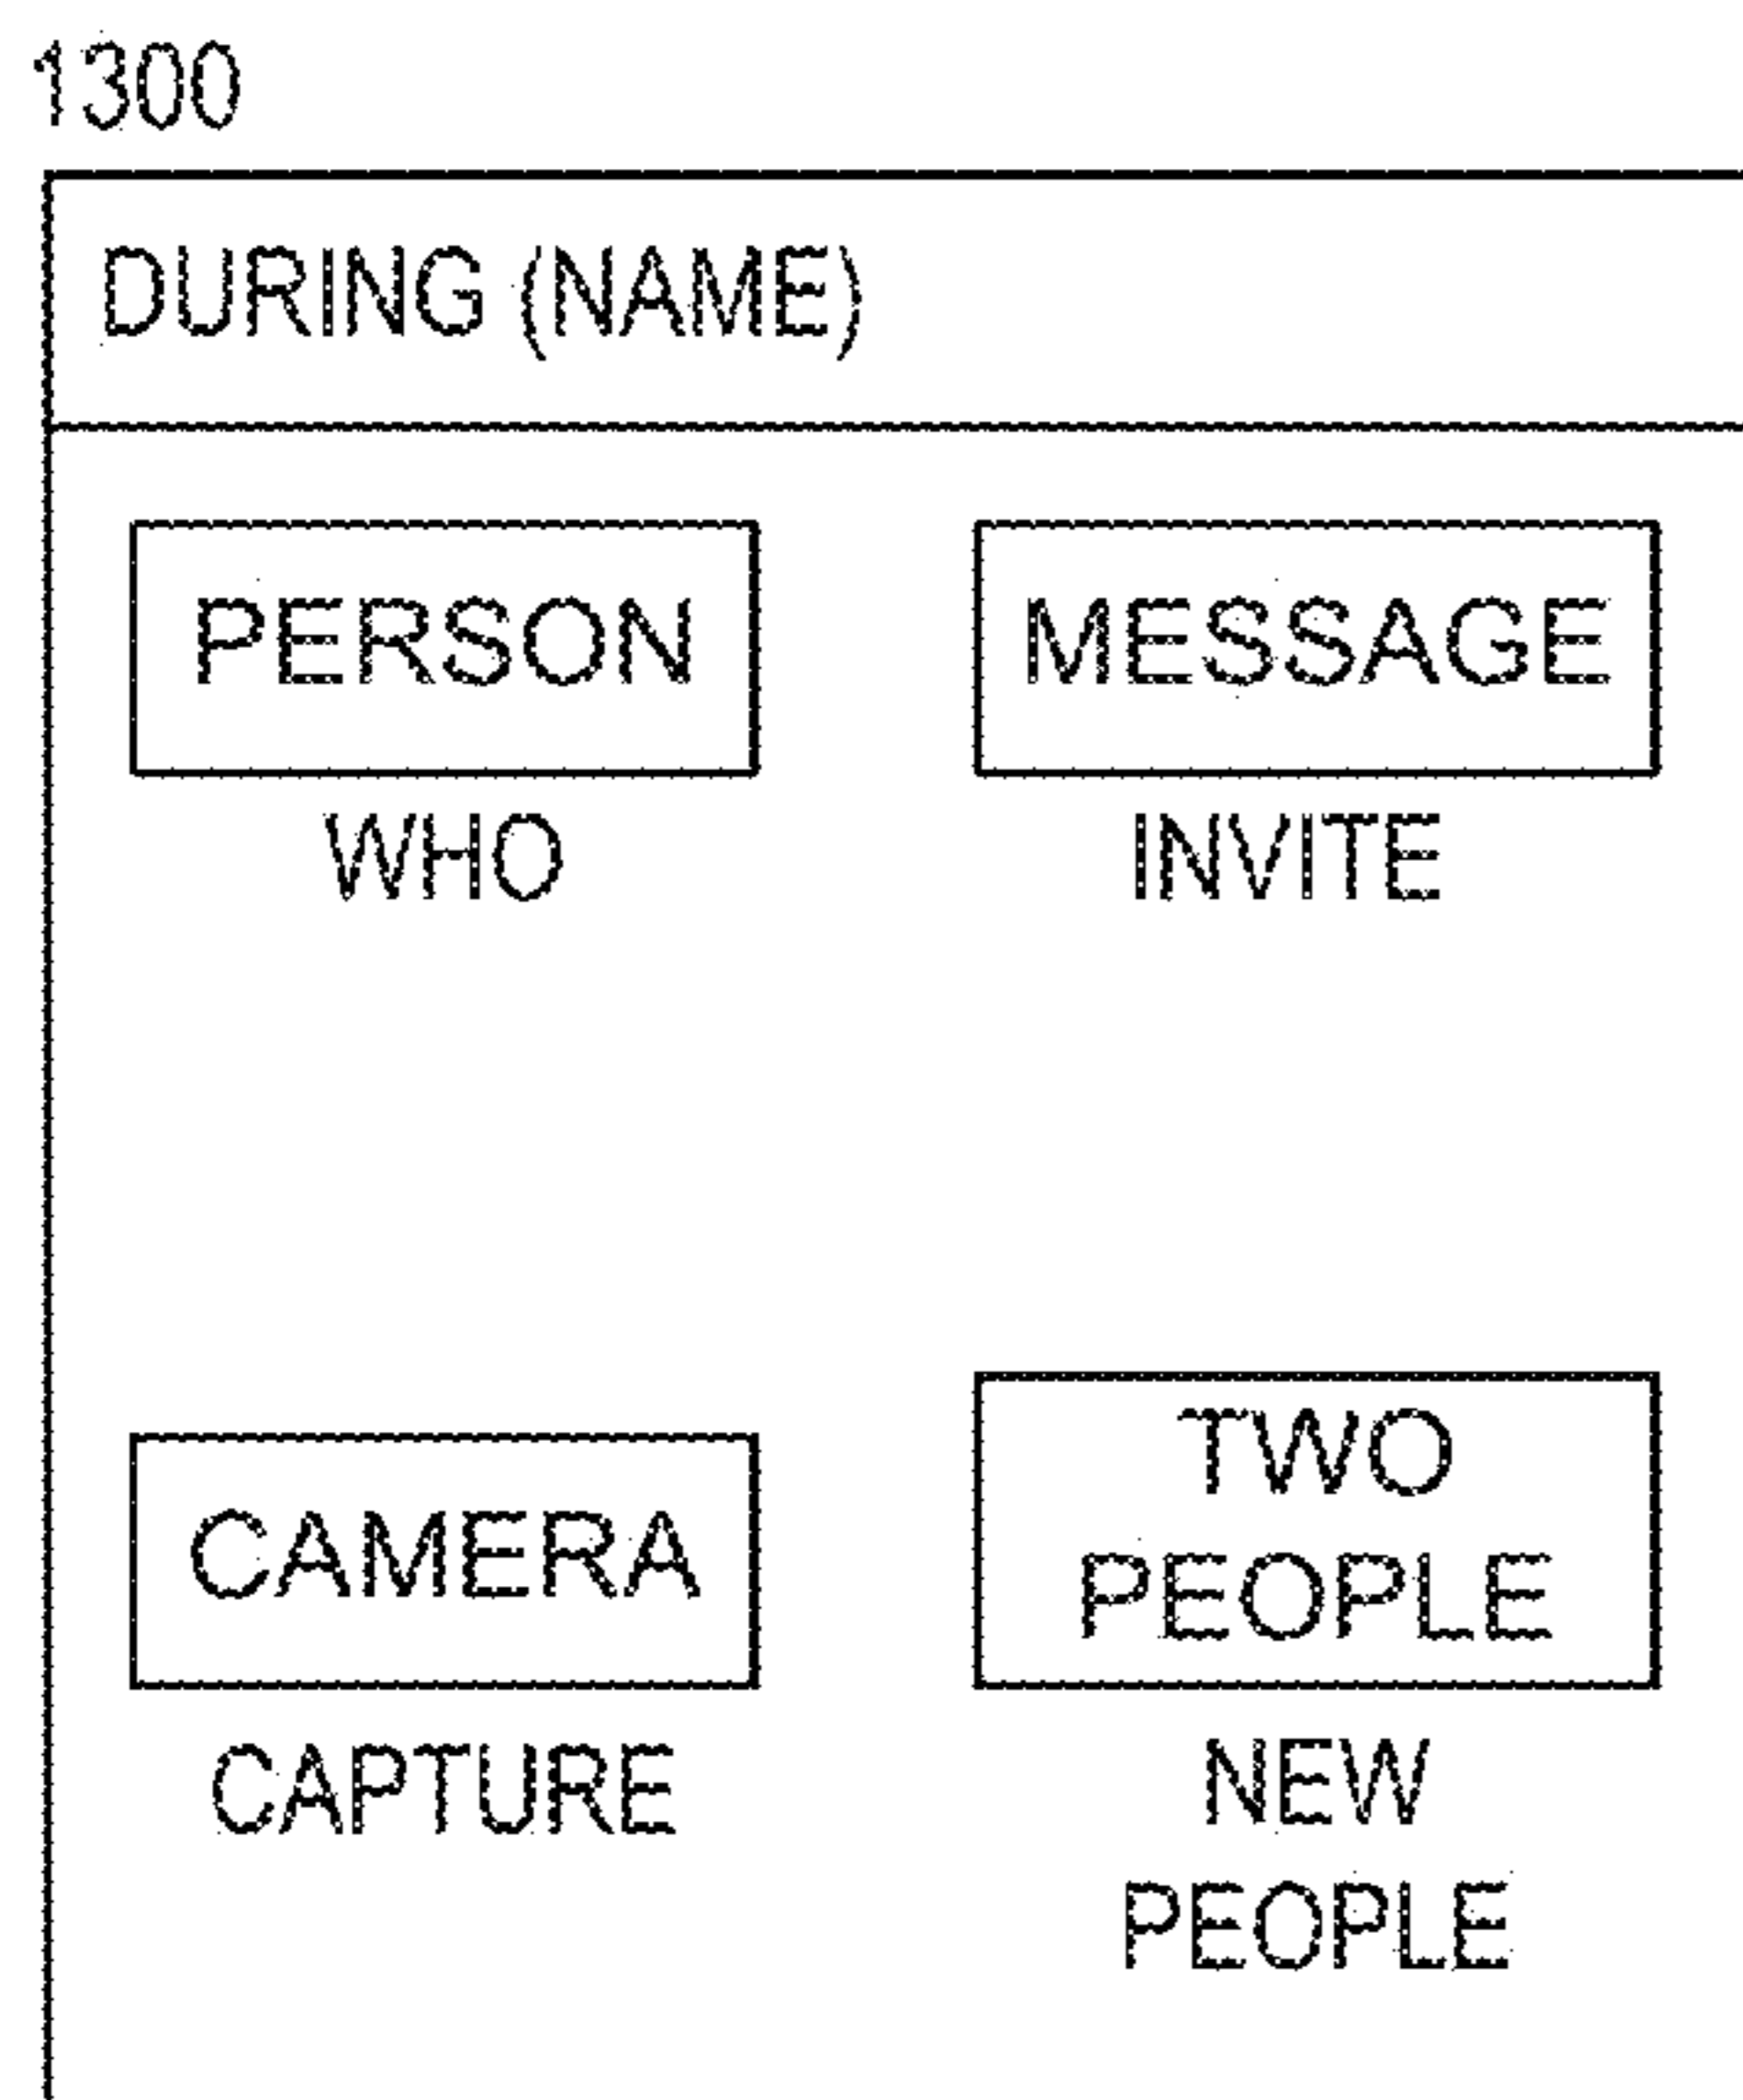 1300
DURING (NAME)
PERSON
MESSAGE
WHO
INVITE
CAMERA
TWO
PEOPLE
CAPTURE
NEW
PEOPLE